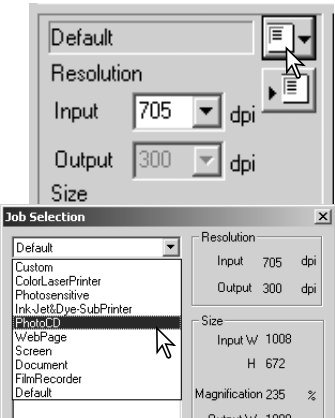 Default
Resolution
Input 705 dpi
Output 300 dpi
Size
Job Selection
Default
Custom
ColorLaserPrinter
Photosensitive
Ink-Jet&Dye-SubPrinter
PhotoCD
WebPage
Screen
Document
FilmRecorder
Default
Resolution
Input 705 dpi
Output 300 dpi
Size
Input W 1008
H 672
Magnification 235 %
Output W 1008